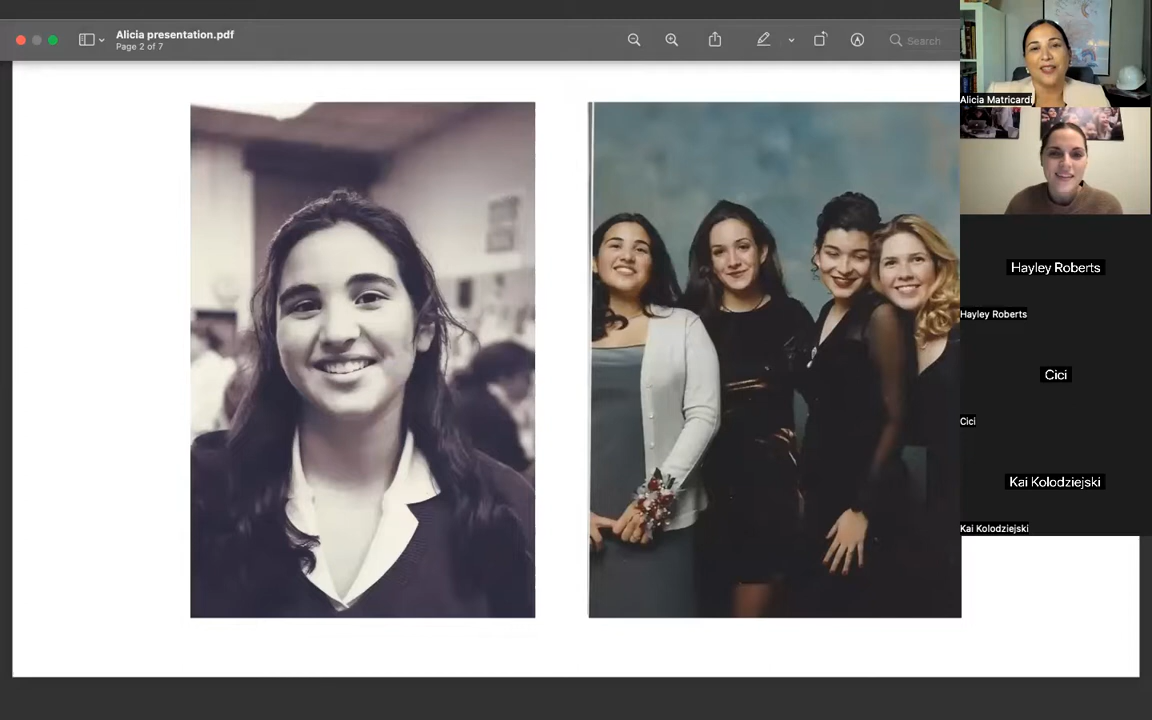 Alicia presentation.pdf
Page 2 of 7
Search
Alicia Matricardi
Hayley Roberts
Hayley Roberts
Cici
Cici
Kai Kolodziejski
Kai Kolodziejski